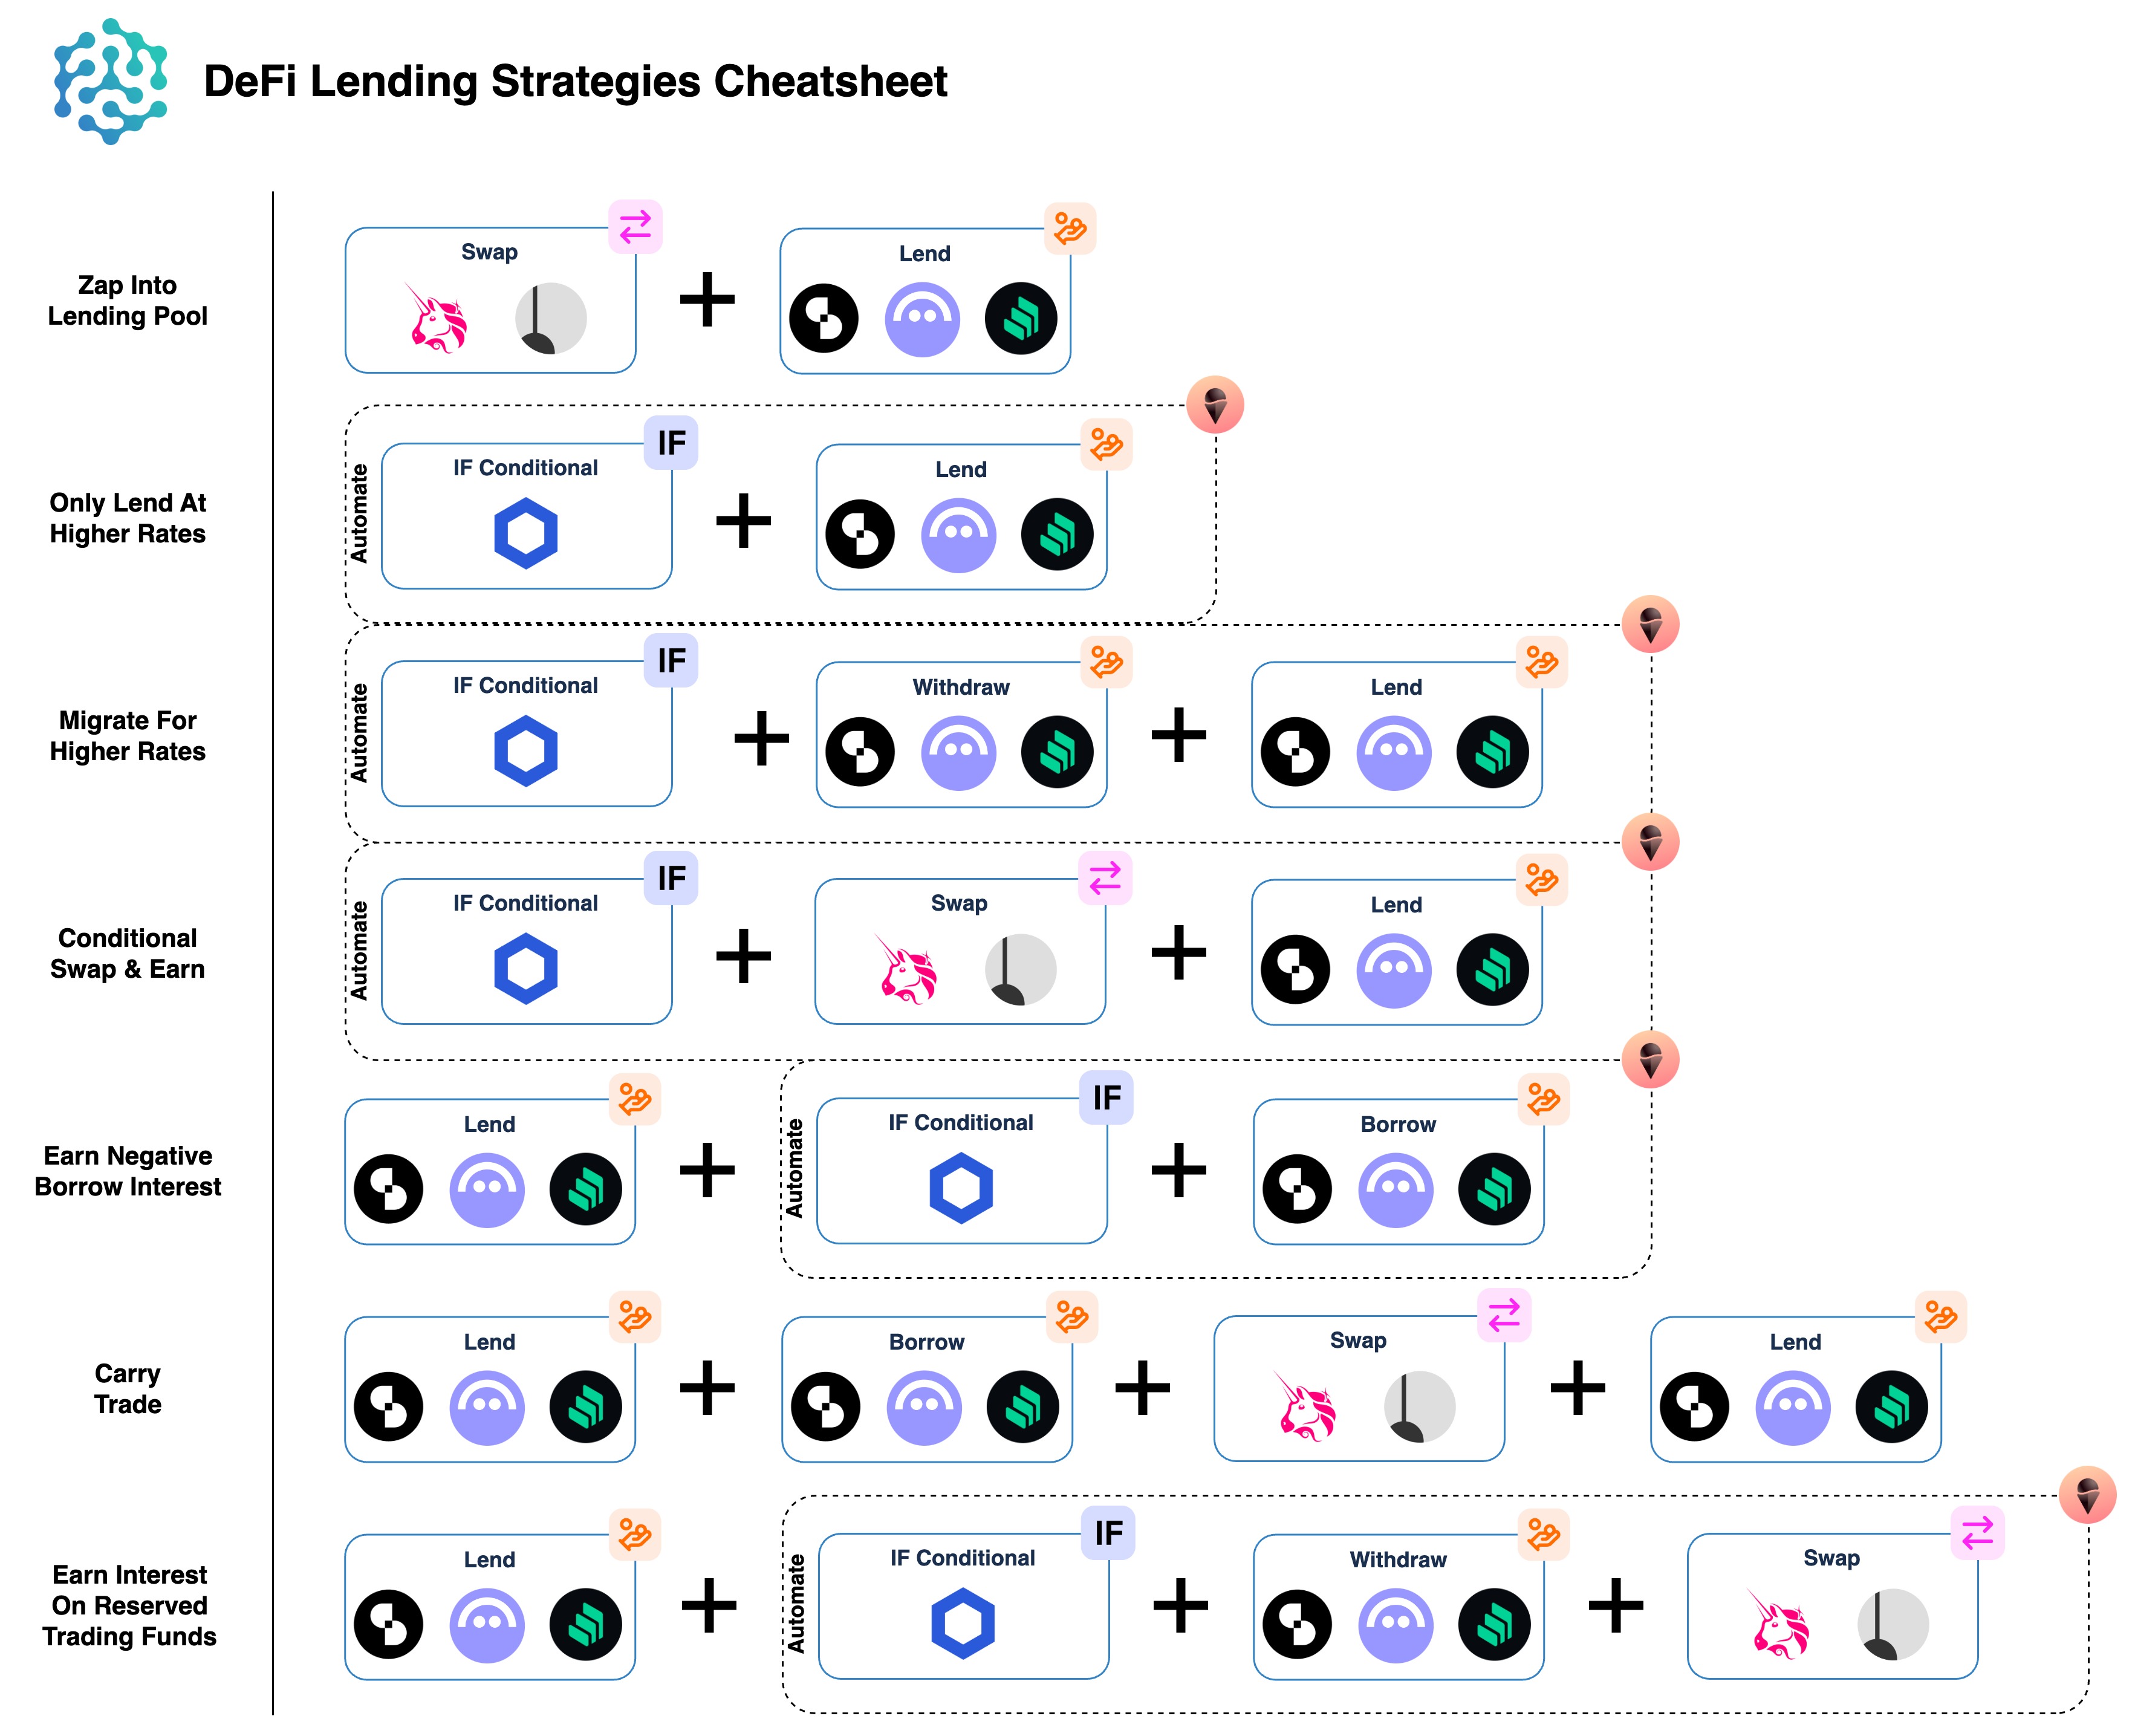 DeFi Lending Strategies Cheatsheet
Zap Into
Lending Pool
Swap
Lend
Only Lend At
Higher Rates
Automate
IF Conditional
IF
Lend
Migrate For
Higher Rates
Automate
IF Conditional
IF
Withdraw
Lend
Conditional
Swap & Earn
Automate
IF Conditional
IF
Swap
Lend
Earn Negative
Borrow Interest
Lend
Automate
IF Conditional
IF
Borrow
Carry
Trade
Lend
Borrow
Swap
Lend
Earn Interest
On Reserved
Trading Funds
Lend
Automate
IF Conditional
IF
Withdraw
Swap